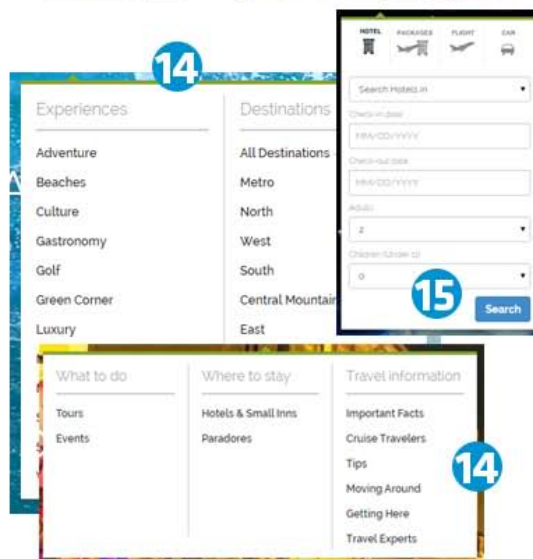 14
Experiences
Adventure
Beaches
Culture
Gastronomy
Golf
Green Corner
Luxury
Destinations
All Destinations
Metro
North
West
South
Central Mountain
East
HOTEL PACKAGES FLIGHT CAR
Search Hotels in
Check-in date
MM/DD/YYYY
Check-out date
MM/DD/YYYY
Adults
2
Children (Under 12)
0
15
Search
What to do
Tours
Events
Where to stay
Hotels & Small Inns
Paradores
Travel information
Important Facts
Cruise Travelers
Tips
Moving Around
Getting Here
Travel Experts
14